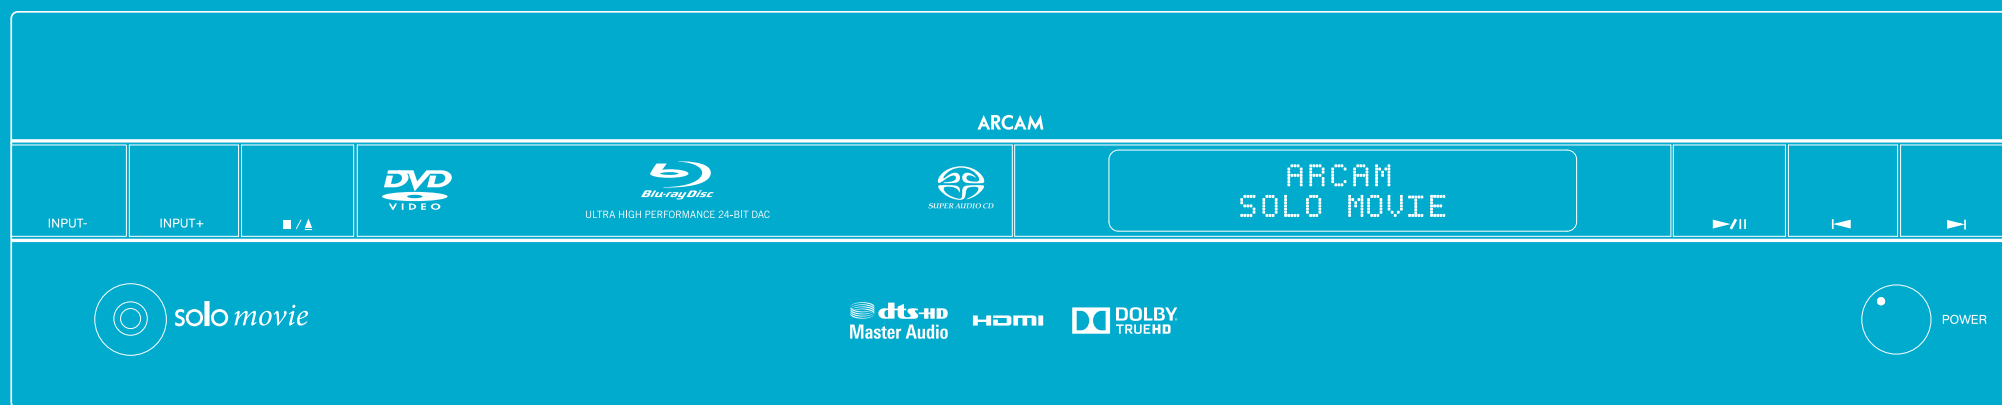 ARCAM
INPUT-
INPUT+
DVD
VIDEO
Blu-ray Disc
ULTRA HIGH PERFORMANCE 24-BIT DAC
SUPER AUDIO CD
ARCAM
SOLO MOVIE
solo movie
dts-HD
Master Audio
HDMI
DOLBY
TRUEHD
POWER